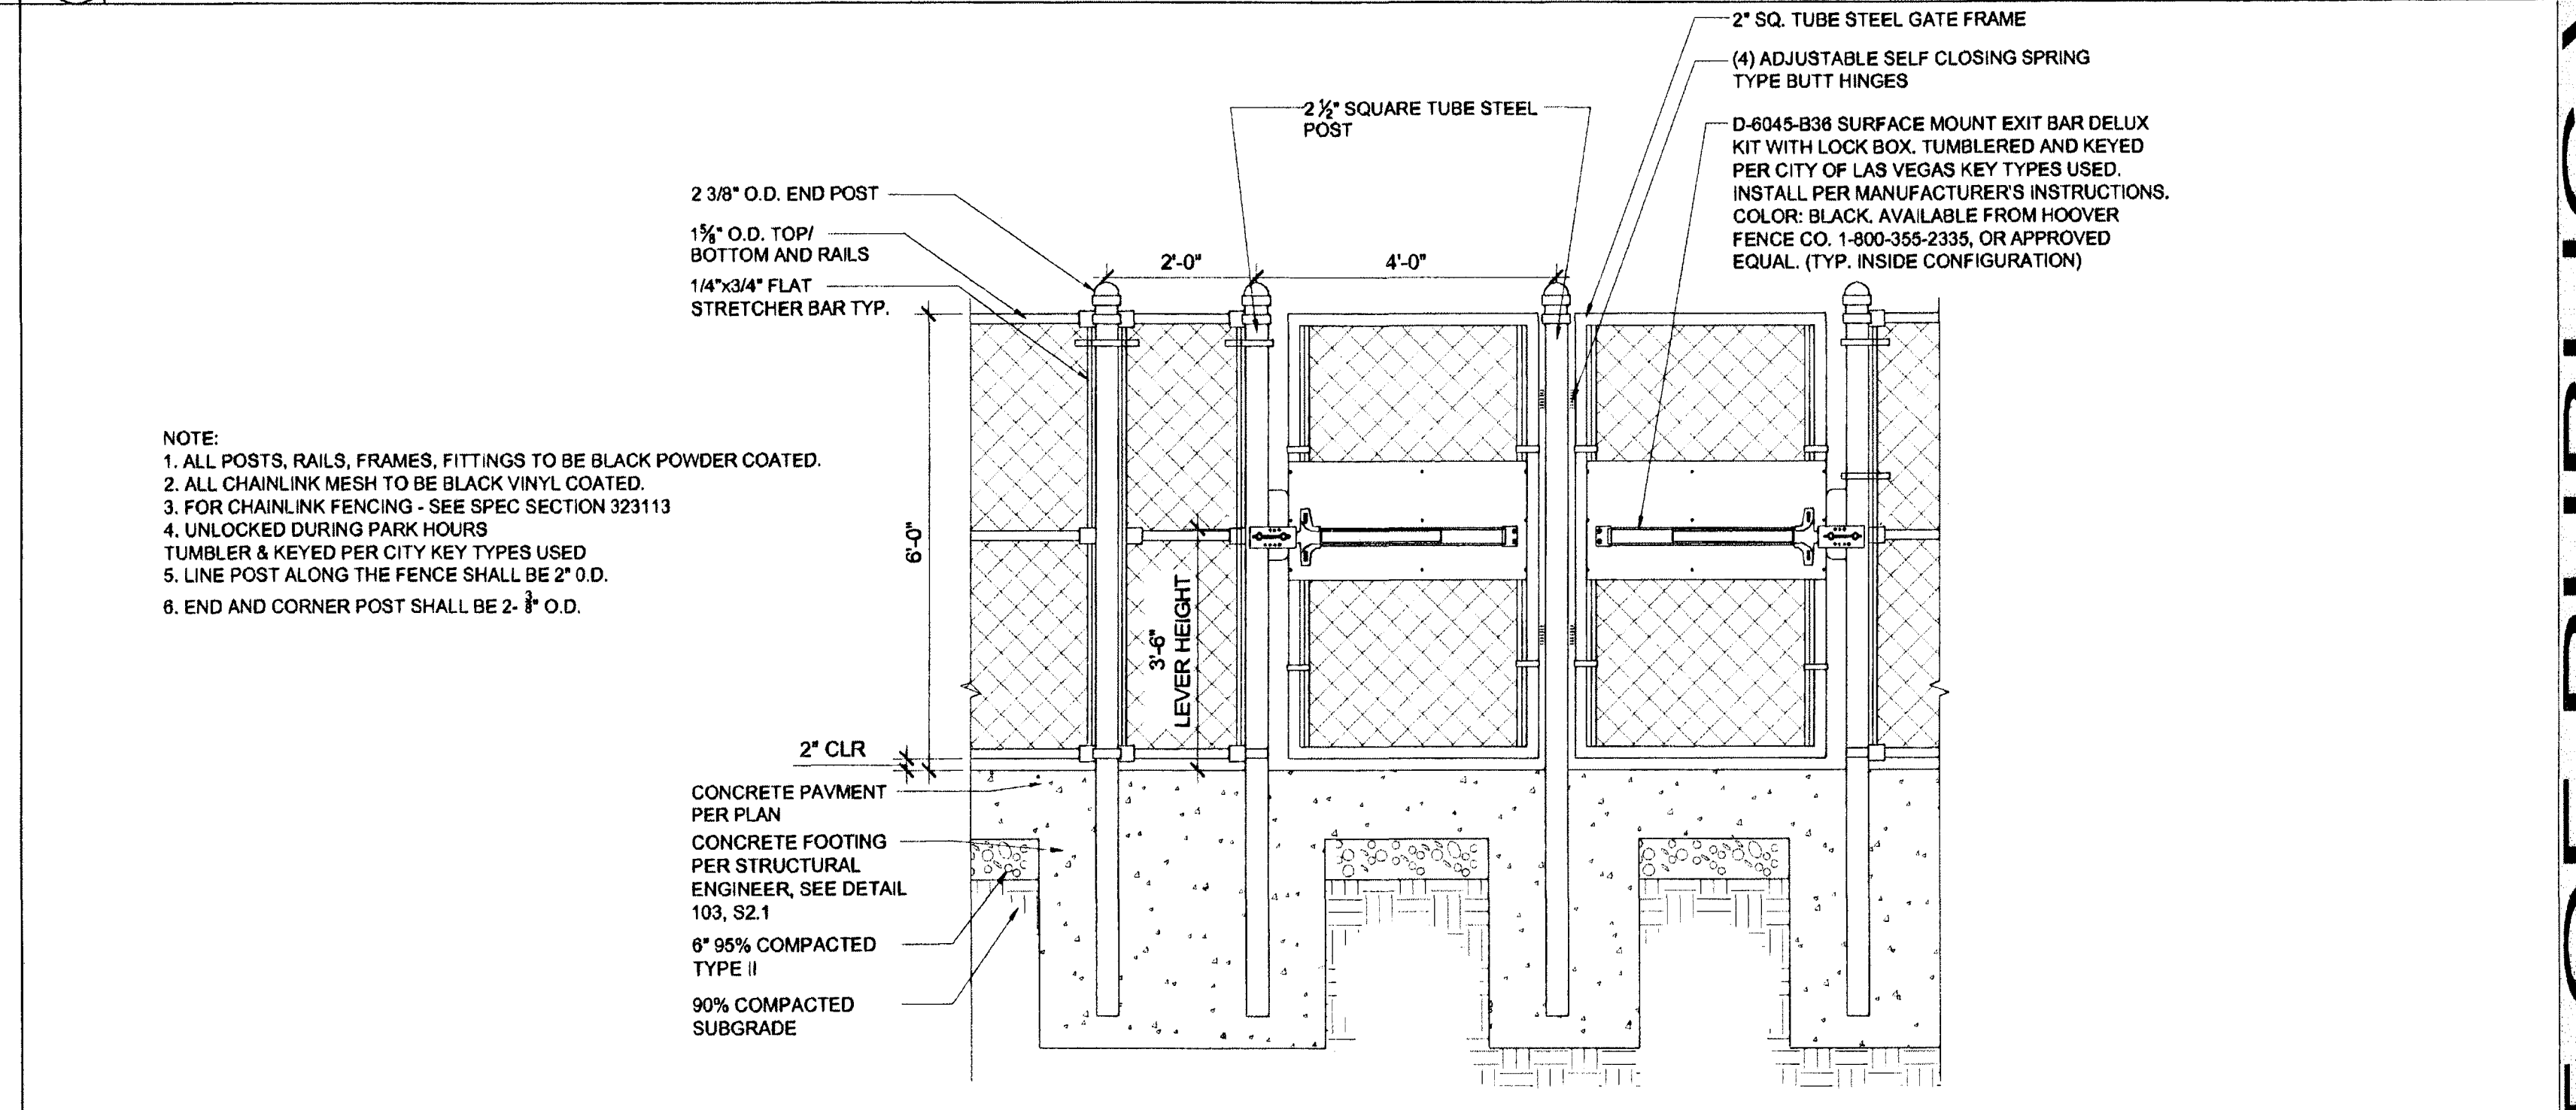 2" SQ. TUBE STEEL GATE FRAME
(4) ADJUSTABLE SELF CLOSING SPRING
TYPE BUTT HINGES
2 ½" SQUARE TUBE STEEL
POST
D-6045-B36 SURFACE MOUNT EXIT BAR DELUX
KIT WITH LOCK BOX. TUMBLERED AND KEYED
PER CITY OF LAS VEGAS KEY TYPES USED.
INSTALL PER MANUFACTURER'S INSTRUCTIONS.
COLOR: BLACK. AVAILABLE FROM HOOVER
FENCE CO. 1-800-355-2335, OR APPROVED
EQUAL. (TYP. INSIDE CONFIGURATION)
2 3/8" O.D. END POST
1⅝" O.D. TOP/
BOTTOM AND RAILS
1/4"x3/4" FLAT
STRETCHER BAR TYP.
2'-0"
4'-0"
NOTE:
1. ALL POSTS, RAILS, FRAMES, FITTINGS TO BE BLACK POWDER COATED.
2. ALL CHAINLINK MESH TO BE BLACK VINYL COATED.
3. FOR CHAINLINK FENCING - SEE SPEC SECTION 323113
4. UNLOCKED DURING PARK HOURS
TUMBLER & KEYED PER CITY KEY TYPES USED
5. LINE POST ALONG THE FENCE SHALL BE 2" O.D.
6. END AND CORNER POST SHALL BE 2- ⅜" O.D.
6'-0"
3'-6"
LEVER HEIGHT
2" CLR
CONCRETE PAVMENT
PER PLAN
CONCRETE FOOTING
PER STRUCTURAL
ENGINEER, SEE DETAIL
103, S2.1
6" 95% COMPACTED
TYPE II
90% COMPACTED
SUBGRADE